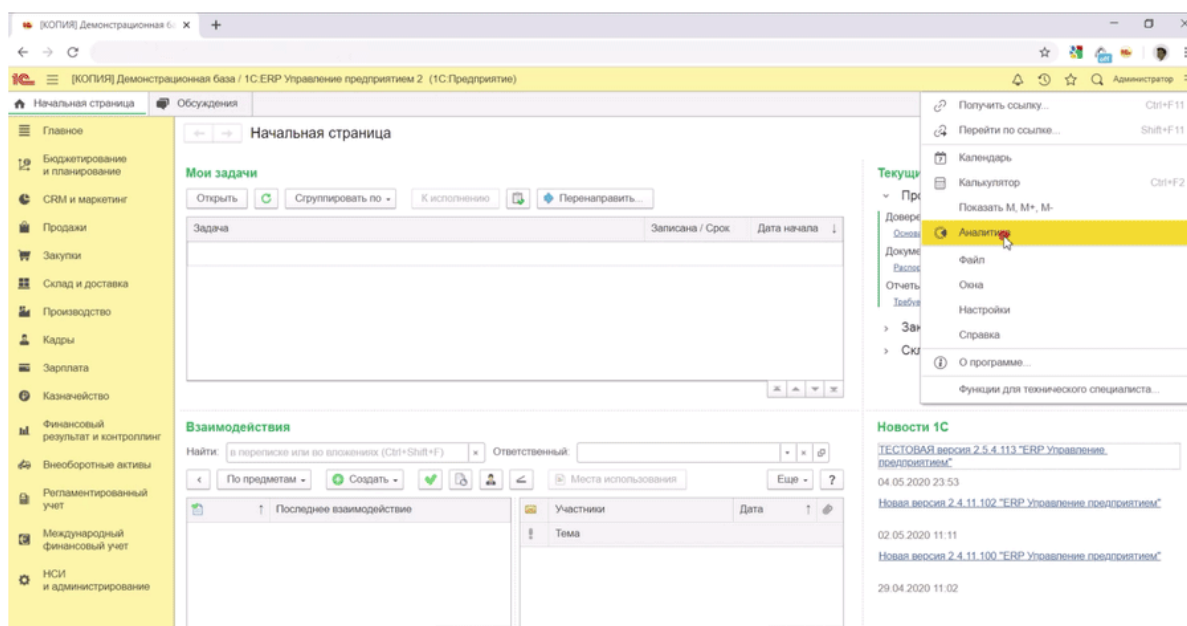 [КОПИЯ] Демонстрационная б
1С [КОПИЯ] Демонстрационная база / 1С:ERP Управление предприятием 2 (1С:Предприятие)
Администратор
Начальная страница
Обсуждения
Главное
Бюджетирование
и планирование
CRM и маркетинг
Продажи
Закупки
Склад и доставка
Производство
Кадры
Зарплата
Казначейство
Финансовый
результат и контроллинг
Внеоборотные активы
Регламентированный
учет
Международный
финансовый учет
НСИ
и администрирование
Начальная страница
Мои задачи
Открыть
Сгруппировать по
К исполнению
Перенаправить...
Задача
Записана / Срок
Дата начала
Взаимодействия
Найти: в переписке или во вложениях (Ctrl+Shift+F)
Ответственный:
По предметам
Создать
Места использования
Еще
?
Последнее взаимодействие
Участники
Дата
Тема
Текущи
Про
Довере
Основ
Докуме
Распо
Отчеть
Требуе
Зак
Скл
Получить ссылку... Ctrl+F11
Перейти по ссылке... Shift+F11
Календарь
Калькулятор Ctrl+F2
Показать M, M+, M-
Аналитика
Файл
Окна
Настройки
Справка
О программе...
Функции для технического специалиста...
Новости 1С
ТЕСТОВАЯ версия 2.5.4.113 "ERP Управление
предприятием"
04.05.2020 23:53
Новая версия 2.4.11.102 "ERP Управление предприятием"
02.05.2020 11:11
Новая версия 2.4.11.100 "ERP Управление предприятием"
29.04.2020 11:02